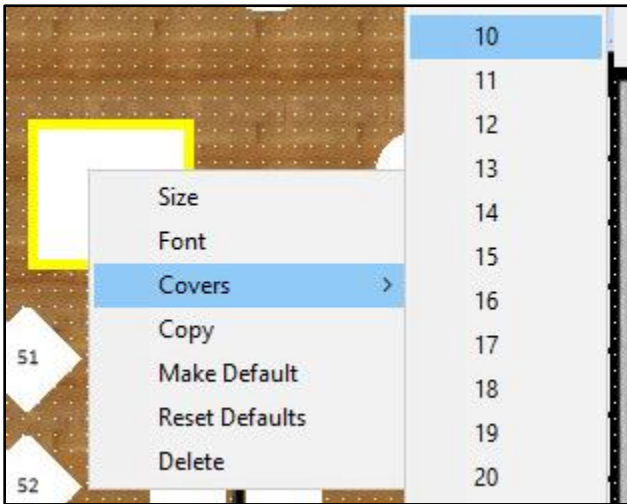 Size
Font
Covers
Copy
Make Default
Reset Defaults
Delete
10
11
12
13
14
15
16
17
18
19
20
51
52